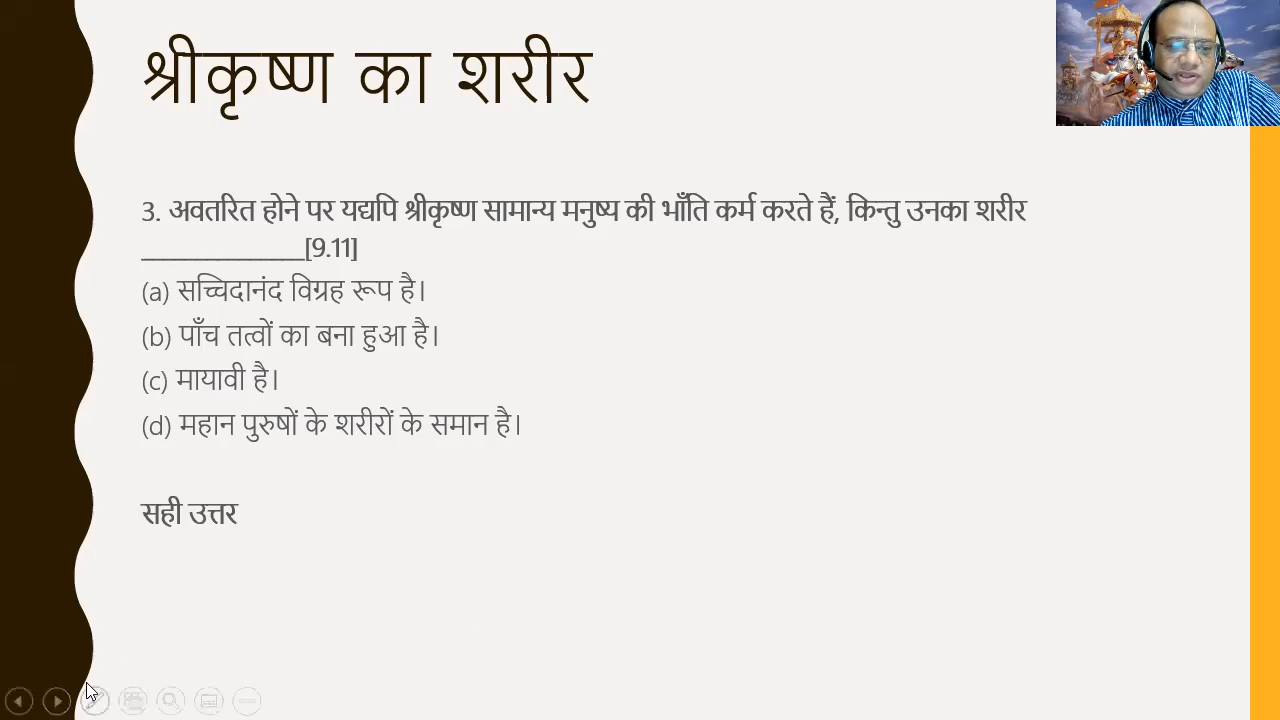 श्रीकृष्ण का शरीर
3. अवतरित होने पर यद्यपि श्रीकृष्ण सामान्य मनुष्य की भाँति कर्म करते हैं, किन्तु उनका शरीर
______________[9.11]
(a) सच्चिदानंद विग्रह रूप है।
(b) पाँच तत्वों का बना हुआ है।
(c) मायावी है।
(d) महान पुरुषों के शरीरों के समान है।
सही उत्तर